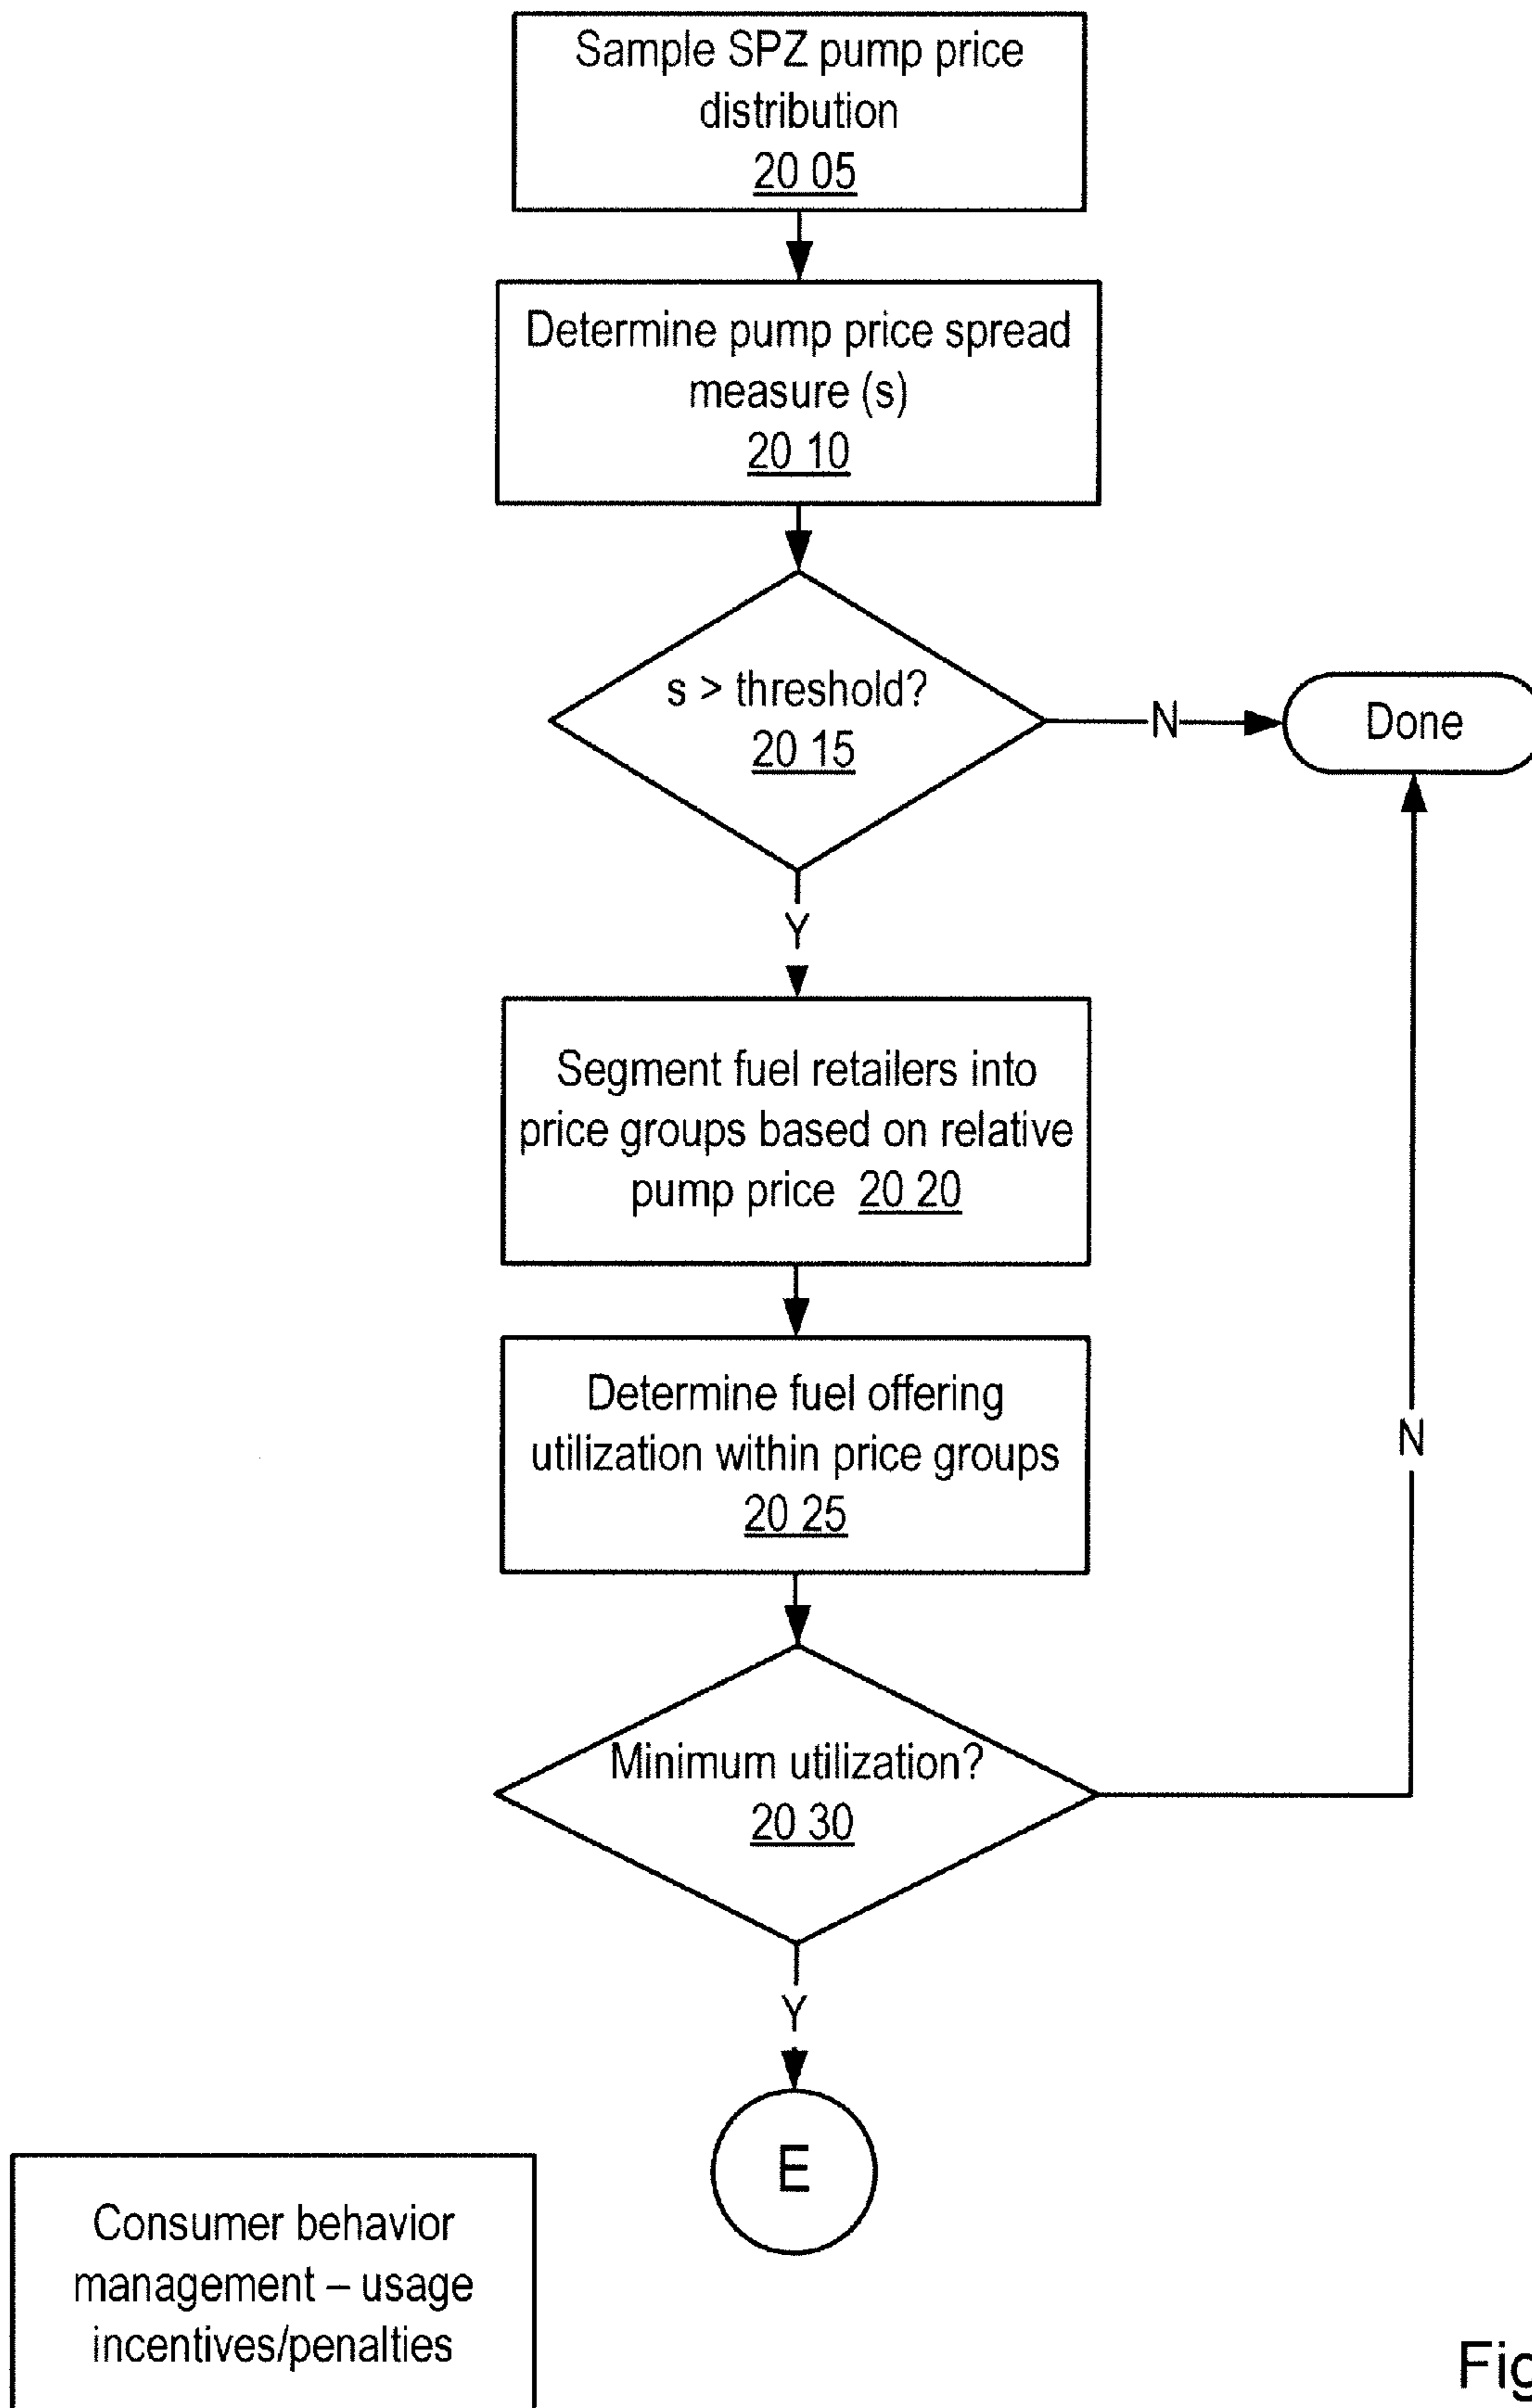 Sample SPZ pump price
distribution
20 05
Determine pump price spread
measure (s)
20 10
s > threshold?
20 15
N
Done
Y
Segment fuel retailers into
price groups based on relative
pump price 20 20
Determine fuel offering
utilization within price groups
20 25
N
Minimum utilization?
20 30
Y
E
Consumer behavior
management – usage
incentives/penalties
Fig